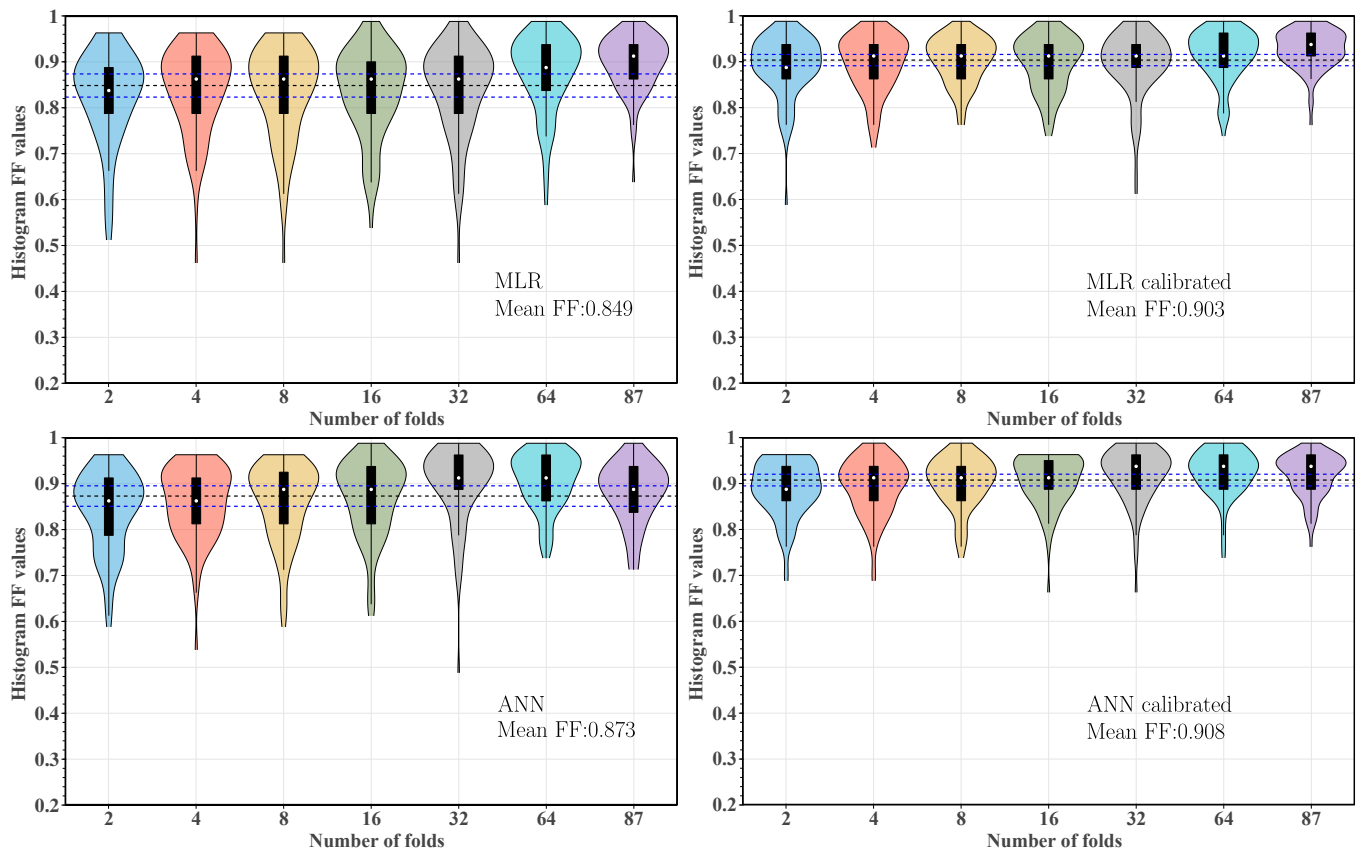 Histogram FF values
1
0.9
0.8
0.7
0.6
0.5
0.4
0.3
0.2
MLR
Mean FF:0.849
2 4 8 16 32 64 87
Number of folds
Histogram FF values
1
0.9
0.8
0.7
0.6
0.5
0.4
0.3
0.2
MLR calibrated
Mean FF:0.903
2 4 8 16 32 64 87
Number of folds
Histogram FF values
1
0.9
0.8
0.7
0.6
0.5
0.4
0.3
0.2
ANN
Mean FF:0.873
2 4 8 16 32 64 87
Number of folds
Histogram FF values
1
0.9
0.8
0.7
0.6
0.5
0.4
0.3
0.2
ANN calibrated
Mean FF:0.908
2 4 8 16 32 64 87
Number of folds